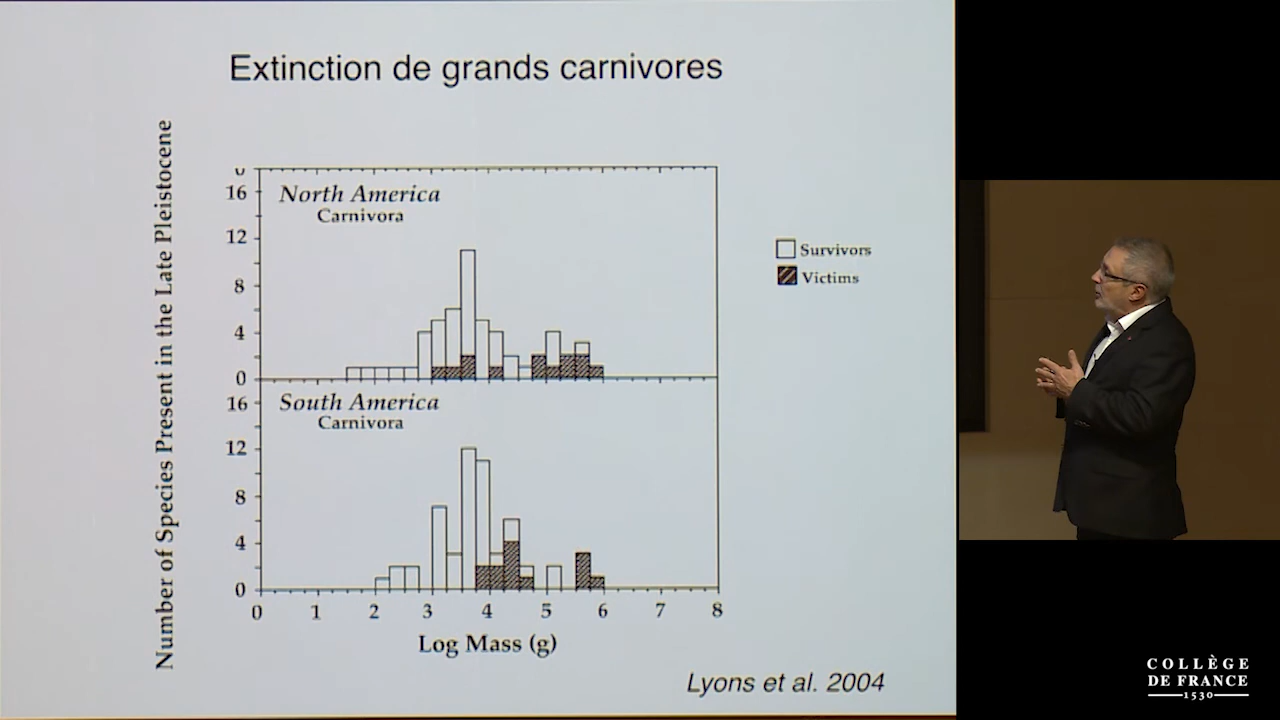 Extinction de grands carnivores
Number of Species Present in the Late Pleistocene
0
16
12
8
4
0
North America
Carnivora
16
12
8
4
0
South America
Carnivora
0 1 2 3 4 5 6 7 8
Log Mass (g)
Survivors
Victims
Lyons et al. 2004
COLLÈGE
DE FRANCE
1530